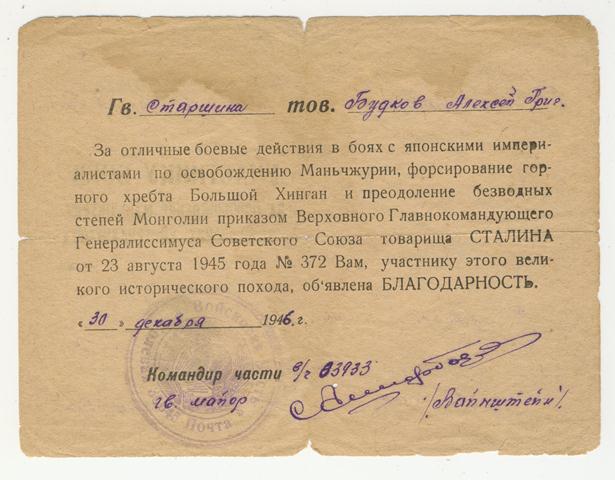 Гв. Старшина тов. Будков Алексей Григ.
За отличные боевые действия в боях с японскими импери-
алистами по освобождению Маньчжурии, форсирование гор-
ного хребта Большой Хинган и преодоление безводных
степей Монголии приказом Верховного Главнокомандующего
Генералиссимуса Советского Союза товарища СТАЛИНА
от 23 августа 1945 года № 372 Вам, участнику этого вели-
кого исторического похода, об'явлена БЛАГОДАРНОСТЬ.
„30" декабря 1946 г.
Командир части в/ч 03933
гв. майор /Вайнштейн/.
Войсковая
Почта